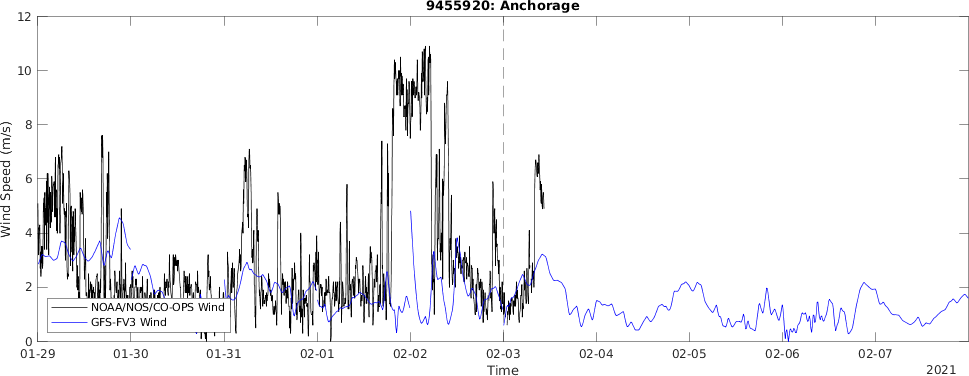 9455920: Anchorage
12
10
8
6
4
2
0
Wind Speed (m/s)
NOAA/NOS/CO-OPS Wind
GFS-FV3 Wind
01-29 01-30 01-31 02-01 02-02 02-03 02-04 02-05 02-06 02-07
Time
2021